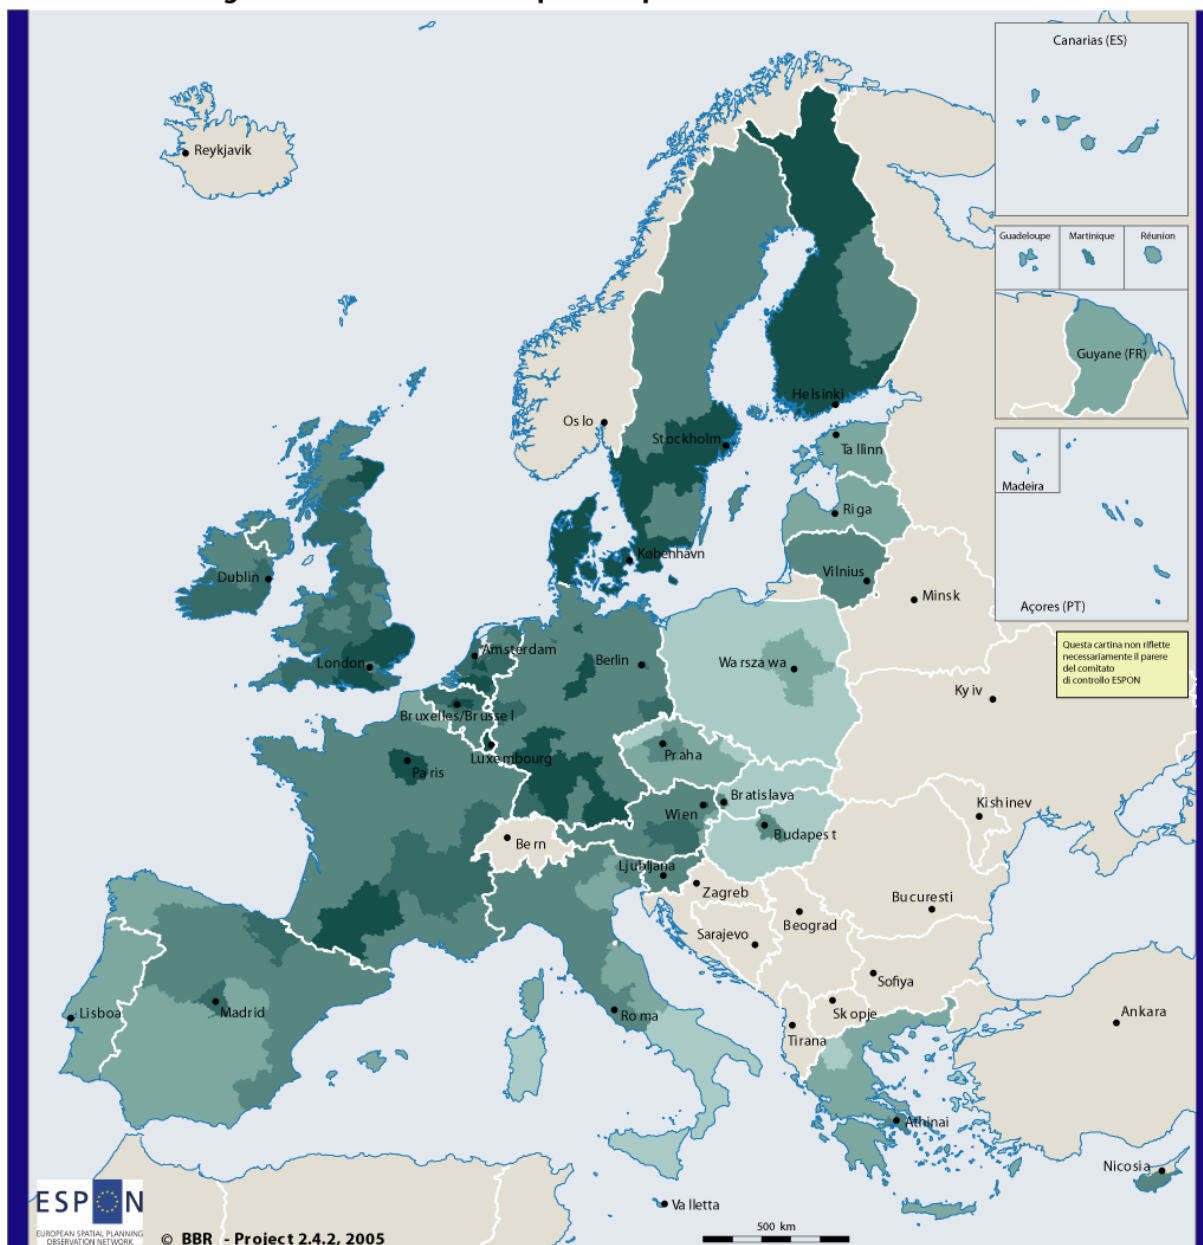 Canarias (ES)
Reykjavik
Guadeloupe
Martinique
Réunion
Guyane (FR)
Helsinki
Oslo
Stockholm
Tallinn
Madeira
Riga
København
Dublin
Vilnius
Minsk
Açores (PT)
Questa cartina non riflette
necessariamente il parere
del comitato
di controllo ESPON
Amsterdam
London
Berlin
Warszawa
Kyiv
Bruxelles/Brussel
Luxembourg
Praha
Paris
Bratislava
Wien
Kishinev
Budapest
Bern
Ljubljana
Zagreb
Bucuresti
Beograd
Sarajevo
Sofiya
Lisboa
Madrid
Roma
Skopje
Ankara
Tirana
Athinai
Nicosia
Valletta
ESPON
EUROPEAN SPATIAL PLANNING
OBSERVATION NETWORK
© BBR - Project 2.4.2, 2005
500 km